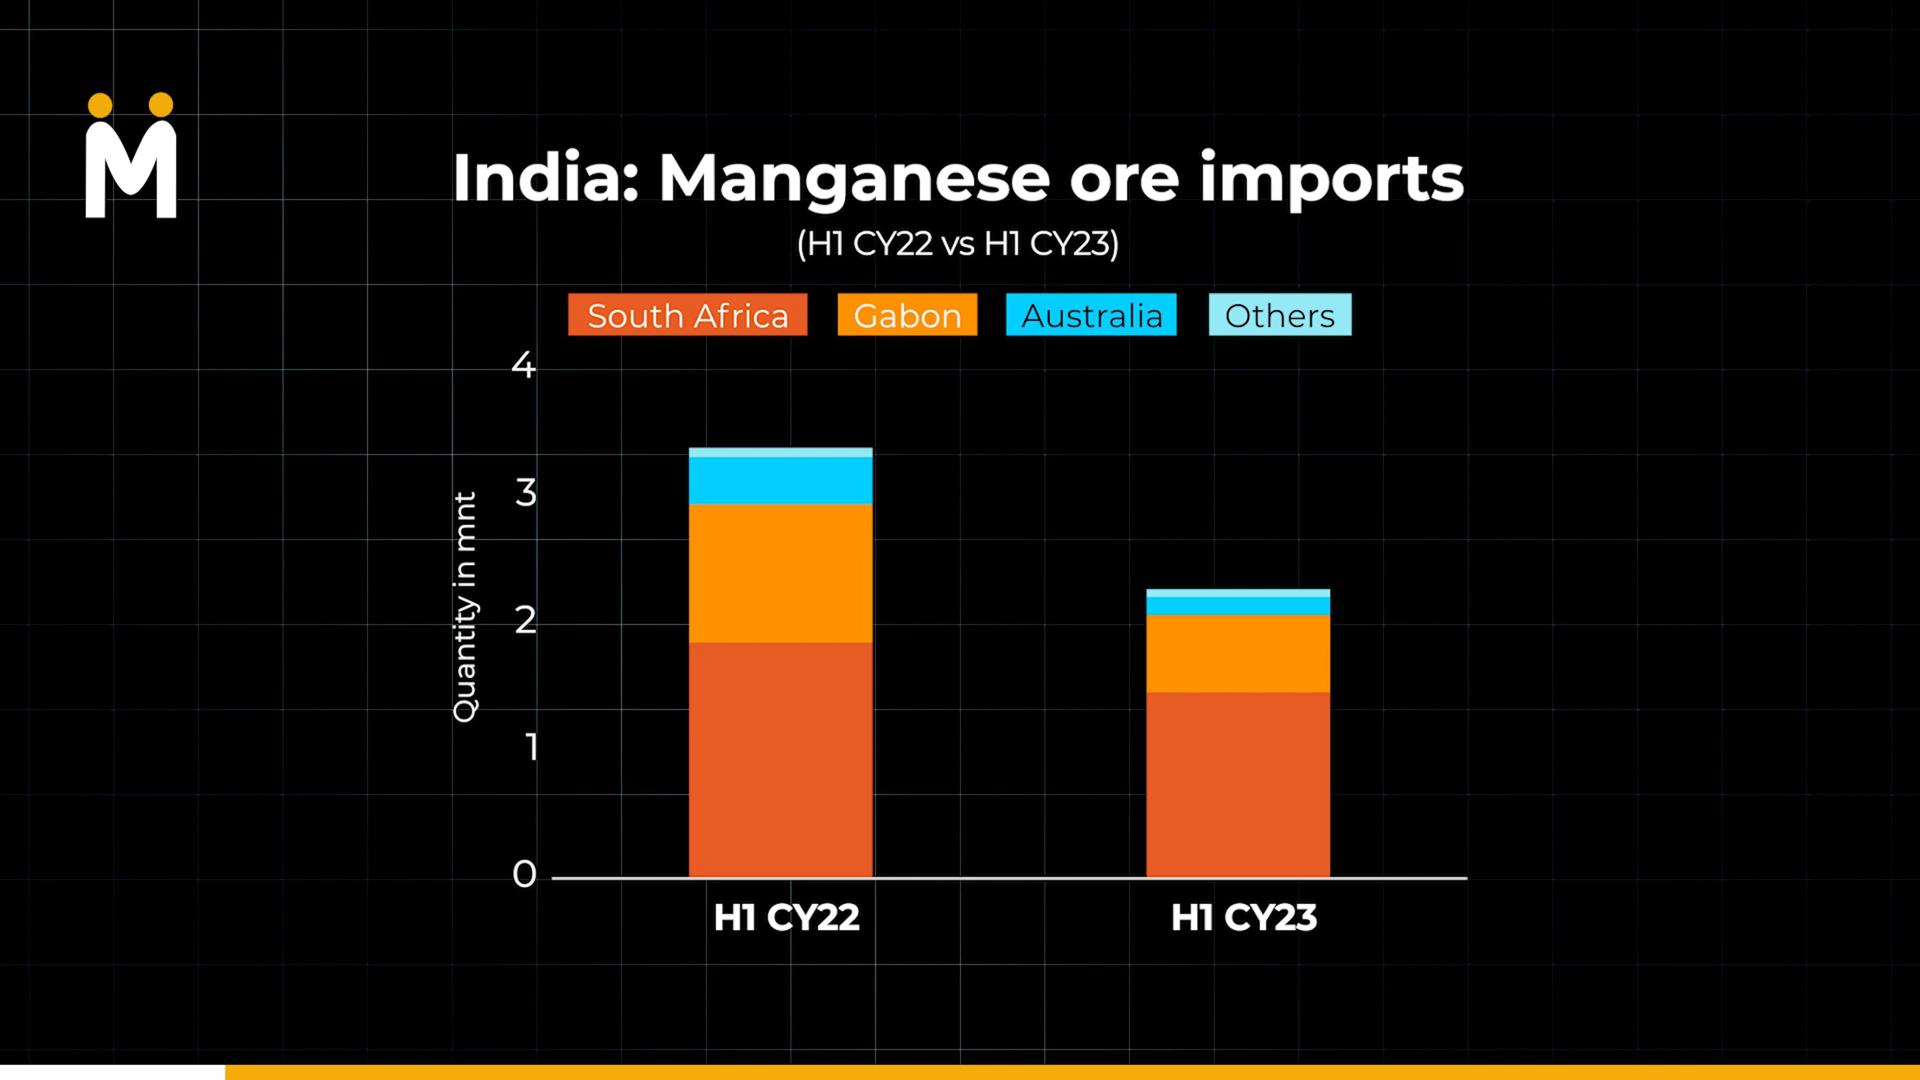 M
India: Manganese ore imports
(H1 CY22 vs H1 CY23)
South Africa Gabon Australia Others
4
3
2
1
0
Quantity in mnt
H1 CY22 H1 CY23